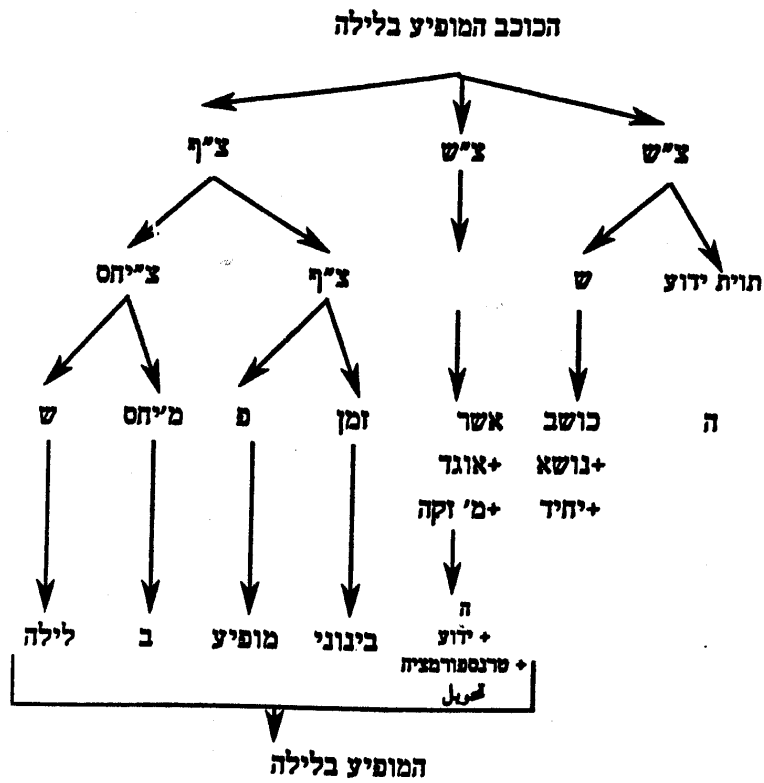 הכוכב המופיע בלילה
צ״ש צ״ש צ״ף
תוית ידוע ש צ״ף צ״יחס
ה כושב אשר זמן פ מ׳יחס ש
+נושא +אוגד
+יחיד +מ׳ זקה
ה
בינוני מופיע ב לילה
+ ידוע
+ טרנספורמציה
تحويل
המופיע בלילה